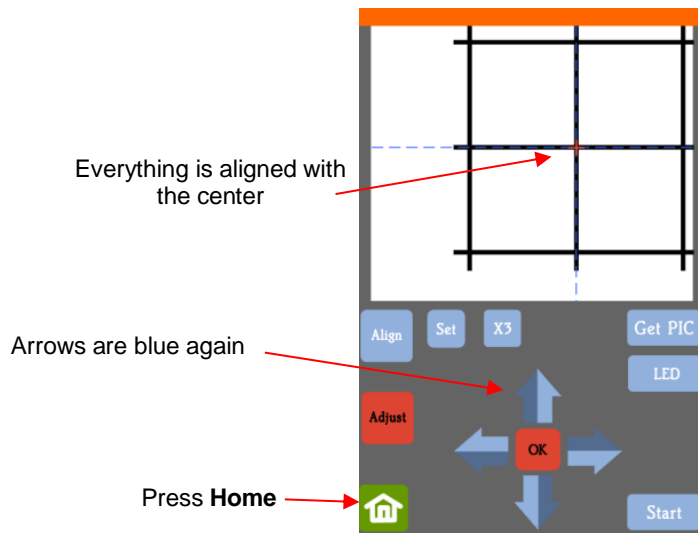 Everything is aligned with
the center
Align
Set
X3
Get PIC
Arrows are blue again
LED
Adjust
OK
Press Home
Start